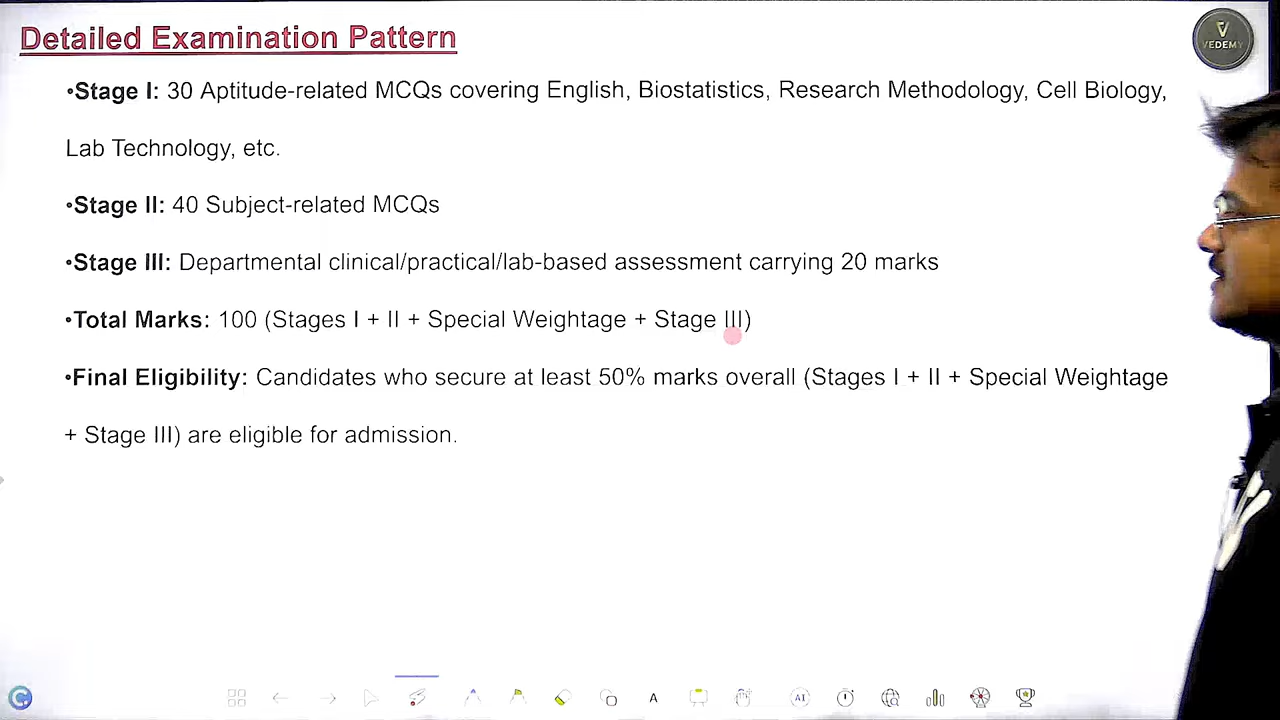 Detailed Examination Pattern
VEDEMY
•Stage I: 30 Aptitude-related MCQs covering English, Biostatistics, Research Methodology, Cell Biology,
Lab Technology, etc.
•Stage II: 40 Subject-related MCQs
•Stage III: Departmental clinical/practical/lab-based assessment carrying 20 marks
•Total Marks: 100 (Stages I + II + Special Weightage + Stage III)
•Final Eligibility: Candidates who secure at least 50% marks overall (Stages I + II + Special Weightage
+ Stage III) are eligible for admission.
A
AI